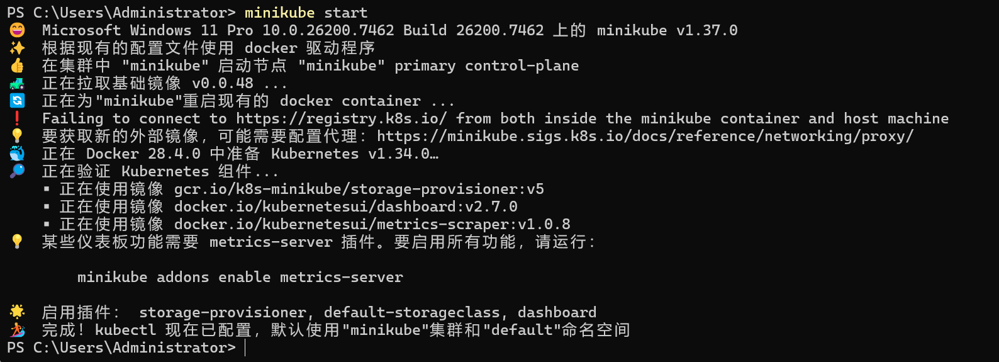 PS C:\Users\Administrator> minikube start
😄  Microsoft Windows 11 Pro 10.0.26200.7462 Build 26200.7462 上的 minikube v1.37.0
✨  根据现有的配置文件使用 docker 驱动程序
👍  在集群中 "minikube" 启动节点 "minikube" primary control-plane
🚜  正在拉取基础镜像 v0.0.48 ...
🔄  正在为"minikube"重启现有的 docker container ...
❗  Failing to connect to https://registry.k8s.io/ from both inside the minikube container and host machine
💡  要获取新的外部镜像，可能需要配置代理：https://minikube.sigs.k8s.io/docs/reference/networking/proxy/
🐳  正在 Docker 28.4.0 中准备 Kubernetes v1.34.0…
🔎  正在验证 Kubernetes 组件...
▪ 正在使用镜像 gcr.io/k8s-minikube/storage-provisioner:v5
▪ 正在使用镜像 docker.io/kubernetesui/dashboard:v2.7.0
▪ 正在使用镜像 docker.io/kubernetesui/metrics-scraper:v1.0.8
💡  某些仪表板功能需要 metrics-server 插件。要启用所有功能，请运行：
minikube addons enable metrics-server
🌟  启用插件： storage-provisioner, default-storageclass, dashboard
🏄  完成！kubectl 现在已配置，默认使用"minikube"集群和"default"命名空间
PS C:\Users\Administrator>